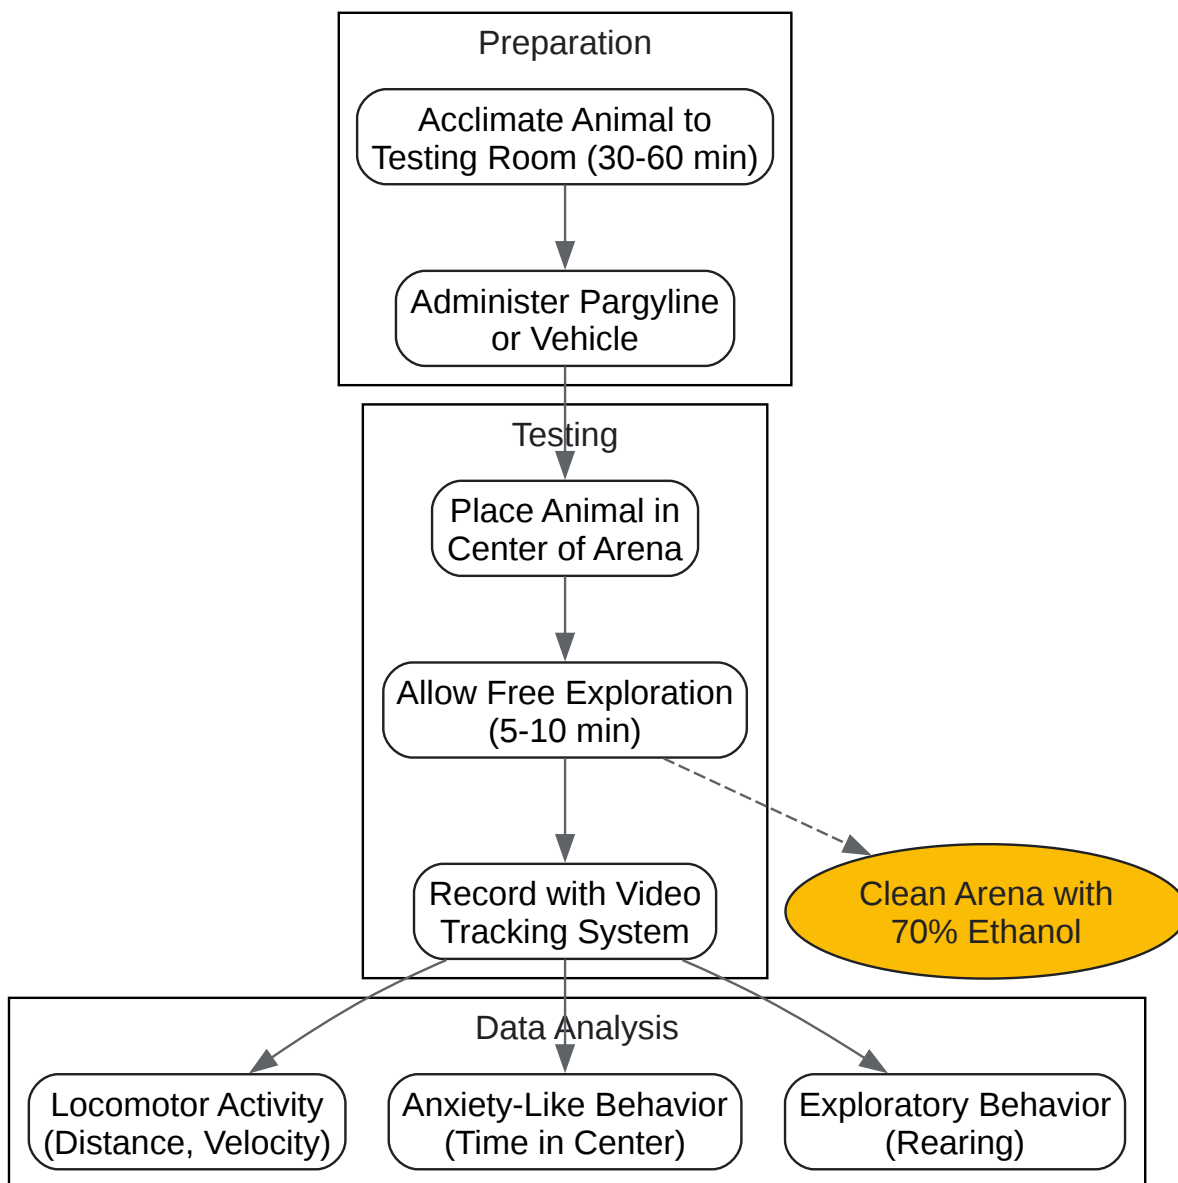 Preparation
Acclimate Animal to
Testing Room (30-60 min)
Administer Pargyline
or Vehicle
Testing
Place Animal in
Center of Arena
Allow Free Exploration
(5-10 min)
Record with Video
Tracking System
Clean Arena with
70% Ethanol
Data Analysis
Locomotor Activity
(Distance, Velocity)
Anxiety-Like Behavior
(Time in Center)
Exploratory Behavior
(Rearing)